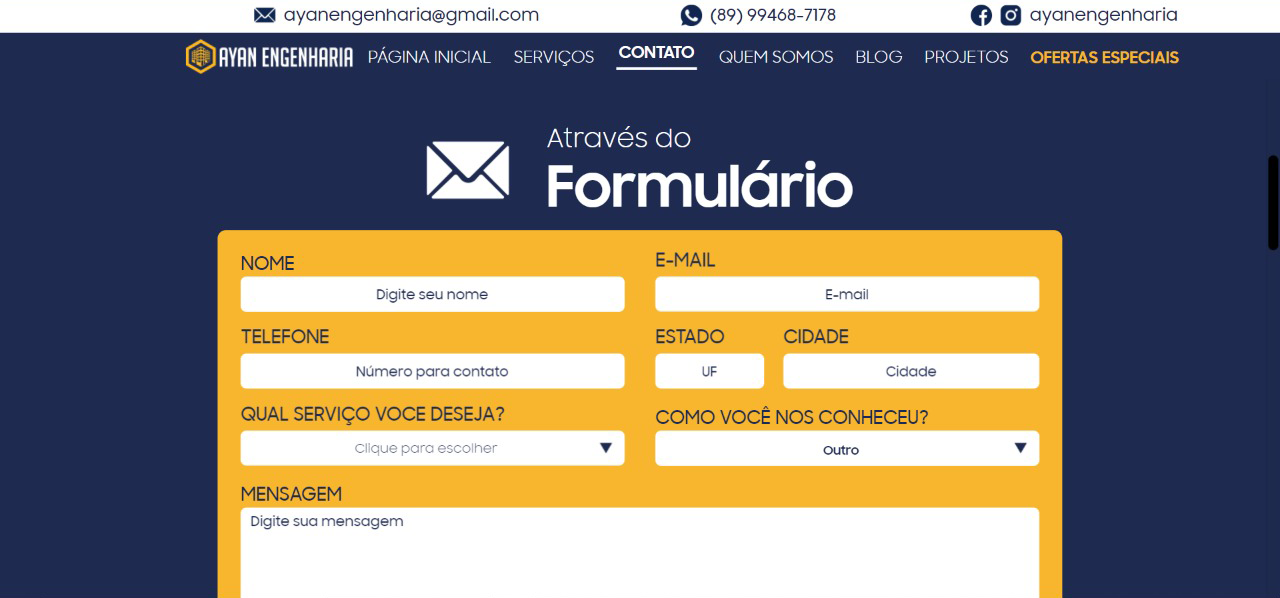 ayanengenharia@gmail.com (89) 99468-7178 ayanengenharia
AYAN ENGENHARIA PÁGINA INICIAL SERVIÇOS CONTATO QUEM SOMOS BLOG PROJETOS OFERTAS ESPECIAIS
Através do
Formulário
NOME E-MAIL
Digite seu nome E-mail
TELEFONE ESTADO CIDADE
Número para contato UF Cidade
QUAL SERVIÇO VOCE DESEJA? COMO VOCÊ NOS CONHECEU?
Clique para escolher Outro
MENSAGEM
Digite sua mensagem